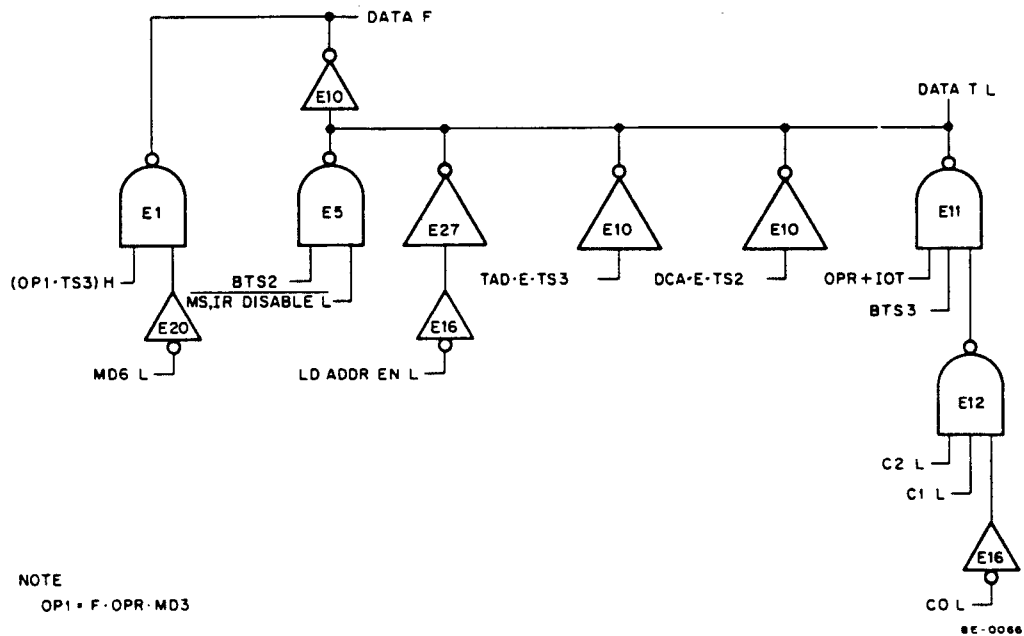 DATA F
E10
DATA T L
E1
E5
E27
E10
E10
E11
(OP1·TS3) H
BTS2
MS,IR DISABLE L
TAD·E·TS3
DCA·E·TS2
OPR+IOT
BTS3
E20
E16
MD6 L
LD ADDR EN L
E12
C2 L
C1 L
E16
C0 L
NOTE
OP1 = F·OPR·MD3
8E-0066